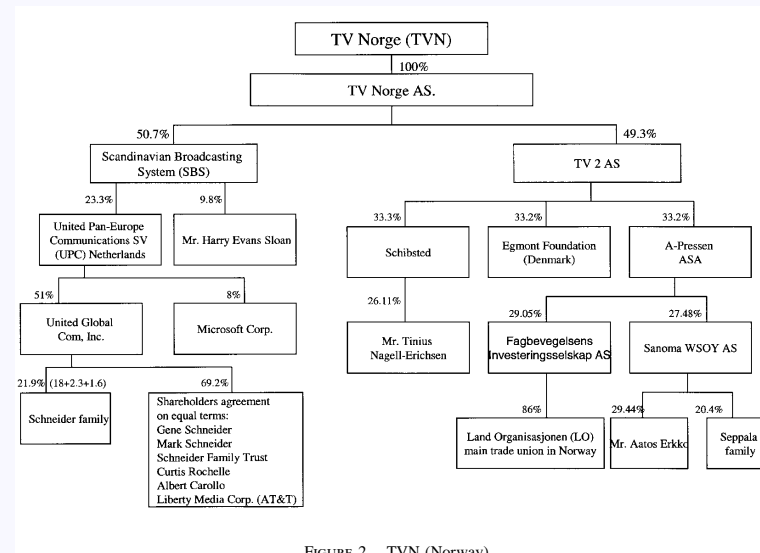 TV Norge (TVN)
100%
TV Norge AS.
50.7%
49.3%
Scandinavian Broadcasting
System (SBS)
TV 2 AS
23.3%
9.8%
33.3%
33.2%
33.2%
United Pan-Europe
Communications SV
(UPC) Netherlands
Mr. Harry Evans Sloan
Schibsted
Egmont Foundation
(Denmark)
A-Pressen
ASA
51%
8%
26.11%
29.05%
27.48%
United Global
Com, Inc.
Microsoft Corp.
Mr. Tinius
Nagell-Erichsen
Fagbevegelsens
Investeringsselskap AS
Sanoma WSOY AS
21.9% (18+2.3+1.6)
69.2%
86%
29.44%
20.4%
Schneider family
Shareholders agreement
on equal terms:
Gene Schneider
Mark Schneider
Schneider Family Trust
Curtis Rochelle
Albert Carollo
Liberty Media Corp. (AT&T)
Land Organisasjonen (LO)
main trade union in Norway
Mr. Aatos Erkko
Seppala
family
FIGURE 2 TVN (Norway)